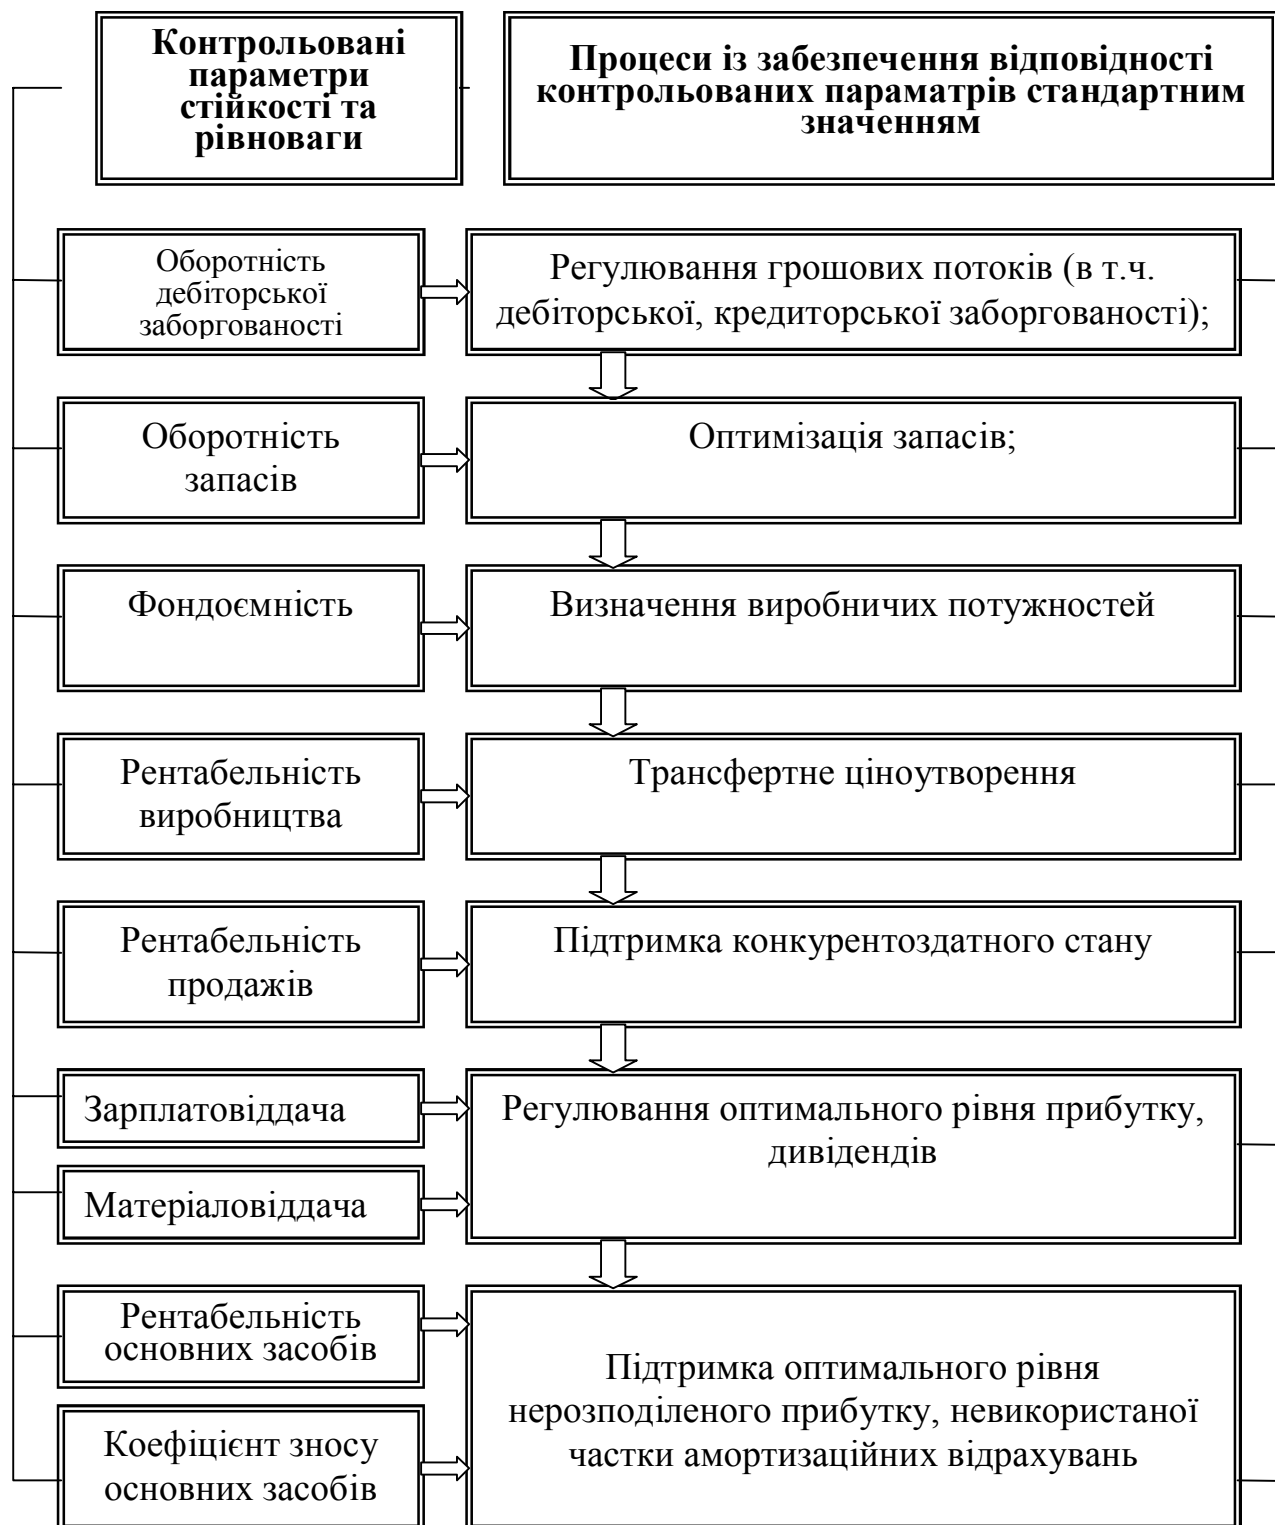 Контрольовані
параметри
стійкості та
рівноваги
Процеси із забезпечення відповідності
контрольованих параматрів стандартним
значенням
Оборотність
дебіторської
заборгованості
Регулювання грошових потоків (в т.ч.
дебіторської, кредиторської заборгованості);
Оборотність
запасів
Оптимізація запасів;
Фондоємність
Визначення виробничих потужностей
Рентабельність
виробництва
Трансфертне ціноутворення
Рентабельність
продажів
Підтримка конкурентоздатного стану
Зарплатовіддача
Матеріаловіддача
Регулювання оптимального рівня прибутку,
дивідендів
Рентабельність
основних засобів
Коефіцієнт зносу
основних засобів
Підтримка оптимального рівня
нерозподіленого прибутку, невикористаної
частки амортизаційних відрахувань